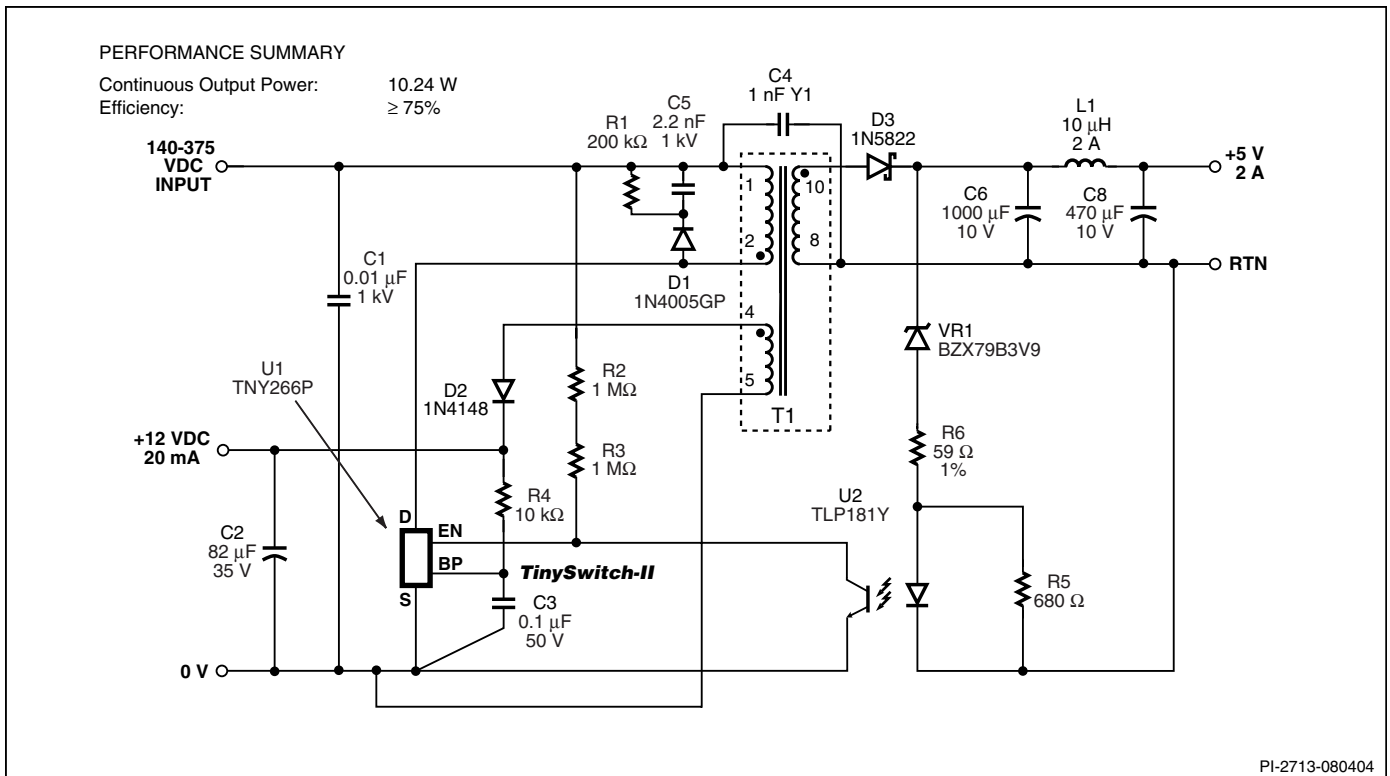 PERFORMANCE SUMMARY
Continuous Output Power: 10.24 W
Efficiency: ≥ 75%
140-375
VDC
INPUT
C1
0.01 μF
1 kV
R1
200 kΩ
C5
2.2 nF
1 kV
C4
1 nF Y1
D3
1N5822
L1
10 μH
2 A
+5 V
2 A
1
2
10
8
C6
1000 μF
10 V
C8
470 μF
10 V
RTN
D1
1N4005GP
4
5
T1
VR1
BZX79B3V9
U1
TNY266P
D2
1N4148
R2
1 MΩ
R3
1 MΩ
R6
59 Ω
1%
+12 VDC
20 mA
R4
10 kΩ
U2
TLP181Y
C2
82 μF
35 V
D
EN
BP
S
TinySwitch-II
C3
0.1 μF
50 V
R5
680 Ω
0 V
PI-2713-080404